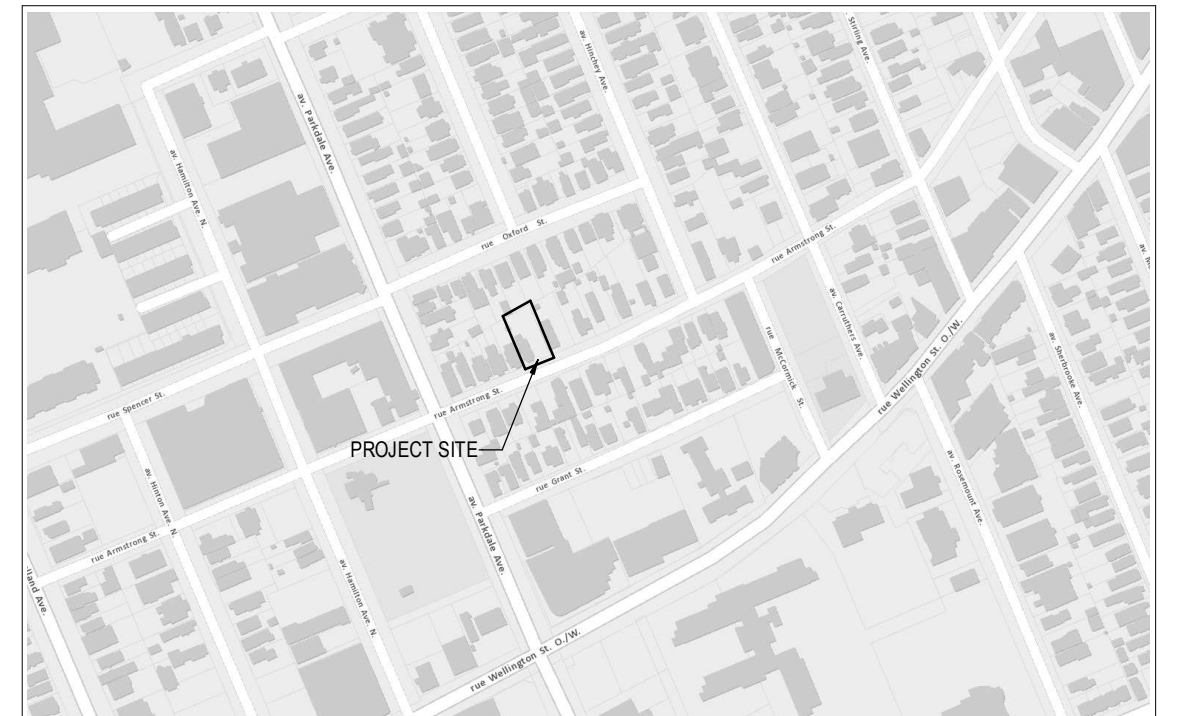 av. Stirling Ave.
av. Hinchey Ave.
av. Parkdale Ave.
av. Hamilton Ave. N.
rue Oxford St.
rue Armstrong St.
av. Carruthers Ave.
rue McCormick St.
rue Wellington St. O./W.
av. Sherbrooke Ave.
rue Spencer St.
rue Armstrong St.
PROJECT SITE
rue Grant St.
av. Rosemount Ave.
av. Hinton Ave. N.
av. Parkdale Ave.
rue Armstrong St.
av. Hamilton Ave. N.
lland Ave.
rue Wellington St. O./W.